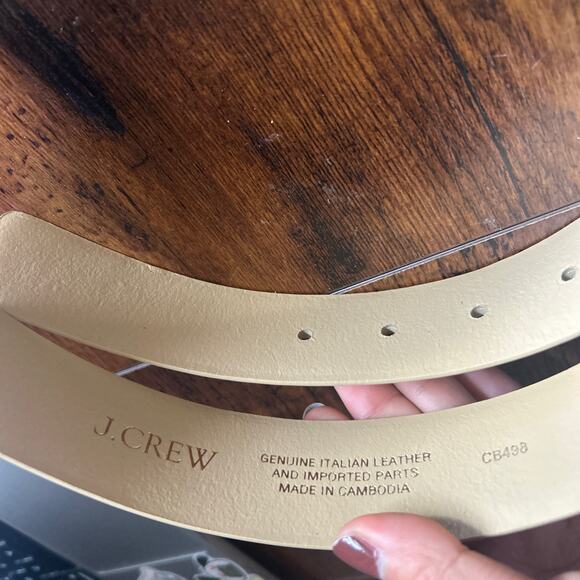 J.CREW
GENUINE ITALIAN LEATHER
AND IMPORTED PARTS
MADE IN CAMBODIA
CB498